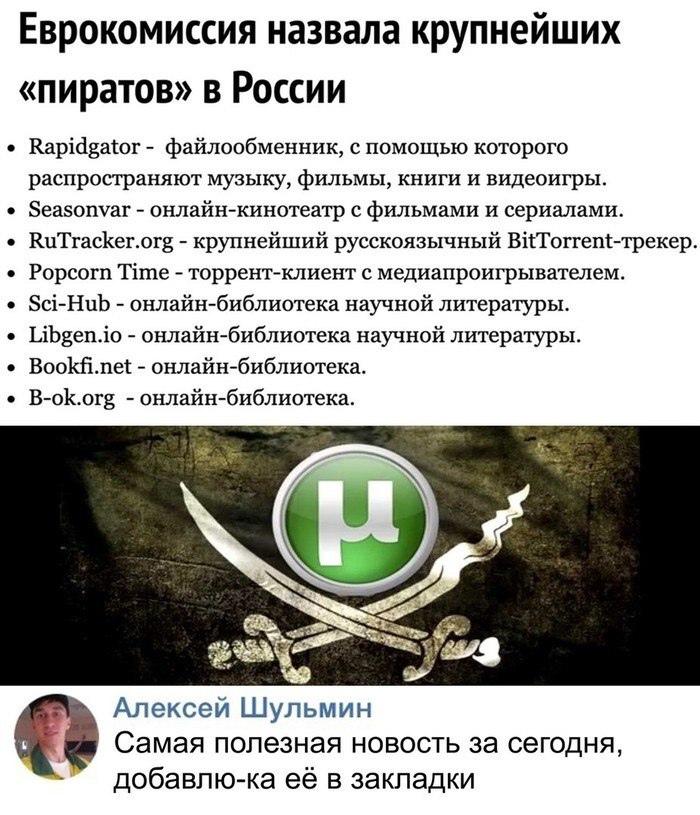 Еврокомиссия назвала крупнейших
«пиратов» в России
• Rapidgator - файлообменник, с помощью которого
распространяют музыку, фильмы, книги и видеоигры.
• Seasonvar - онлайн-кинотеатр с фильмами и сериалами.
• RuTracker.org - крупнейший русскоязычный BitTorrent-трекер.
• Popcorn Time - торрент-клиент с медиапроигрывателем.
• Sci-Hub - онлайн-библиотека научной литературы.
• Libgen.io - онлайн-библиотека научной литературы.
• Bookfi.net - онлайн-библиотека.
• B-ok.org - онлайн-библиотека.
µ
Алексей Шульмин
Самая полезная новость за сегодня,
добавлю-ка её в закладки